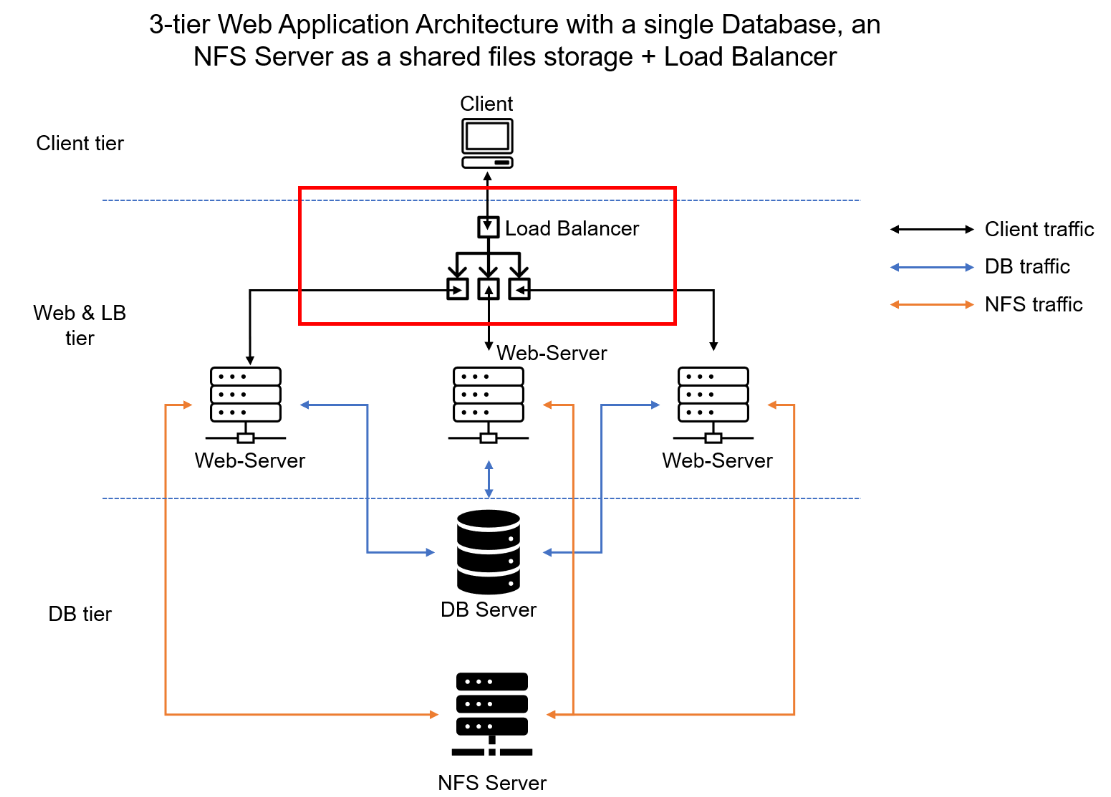 3-tier Web Application Architecture with a single Database, an
NFS Server as a shared files storage + Load Balancer
Client
Client tier
Load Balancer
Client traffic
DB traffic
NFS traffic
Web & LB
tier
Web-Server
Web-Server
Web-Server
DB Server
DB tier
NFS Server